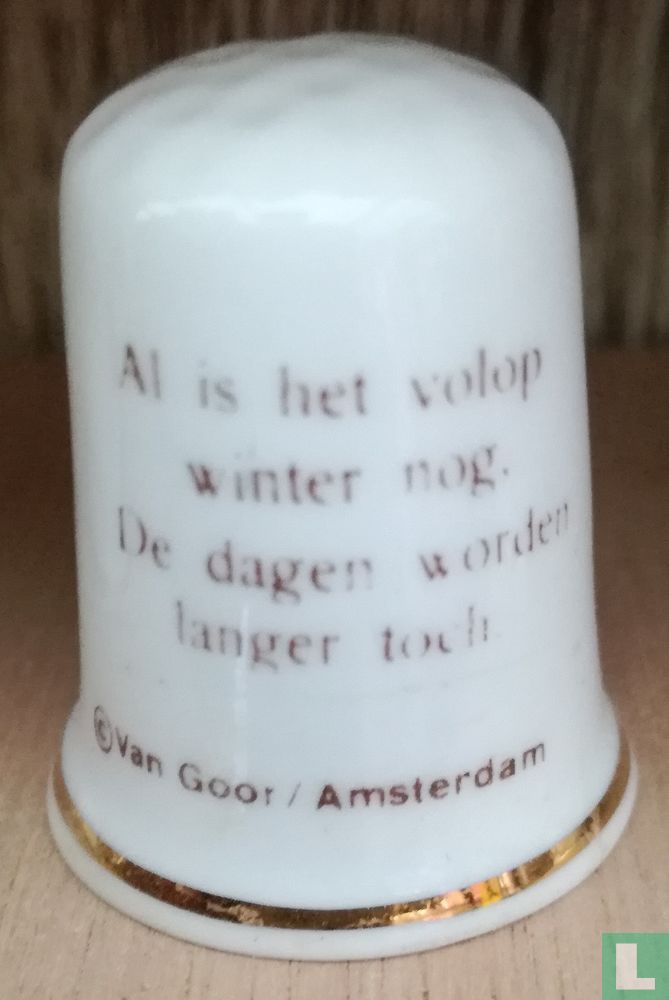 Al is het volop
winter nog.
De dagen worden
langer toch.
©Van Goor / Amsterdam
L